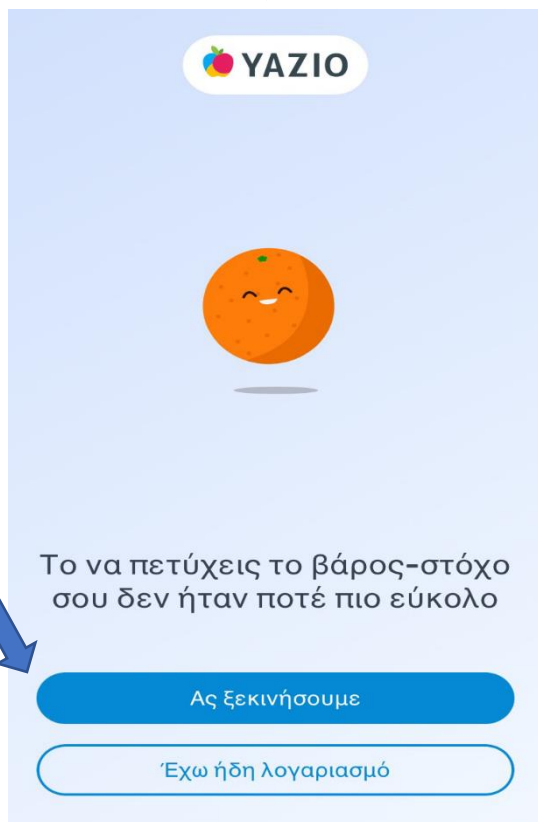 YAZIO
Το να πετύχεις το βάρος-στόχο
σου δεν ήταν ποτέ πιο εύκολο
Ας ξεκινήσουμε
Έχω ήδη λογαριασμό